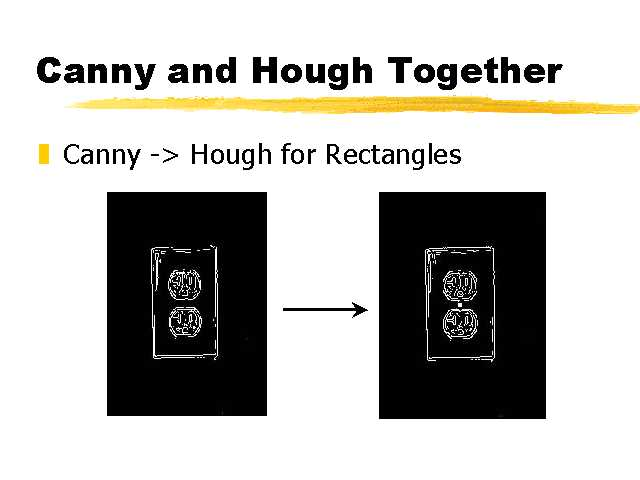 Canny and Hough Together
Canny -> Hough for Rectangles